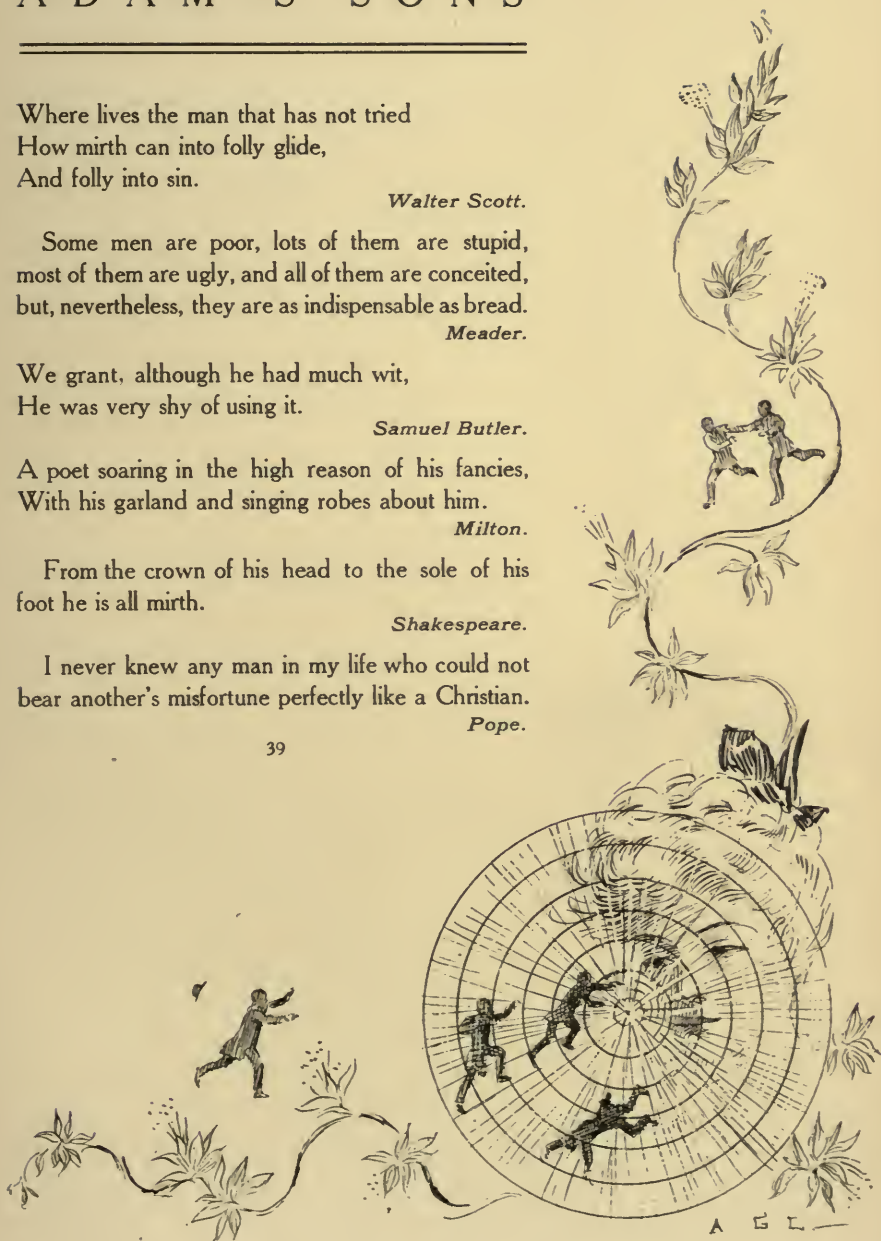 ADAM'S SONS
Where lives the man that has not tried
How mirth can into folly glide,
And folly into sin.
Walter Scott.
Some men are poor, lots of them are stupid,
most of them are ugly, and all of them are conceited,
but, nevertheless, they are as indispensable as bread.
Meader.
We grant, although he had much wit,
He was very shy of using it.
Samuel Butler.
A poet soaring in the high reason of his fancies,
With his garland and singing robes about him.
Milton.
From the crown of his head to the sole of his
foot he is all mirth.
Shakespeare.
I never knew any man in my life who could not
bear another's misfortune perfectly like a Christian.
Pope.
39
A G L